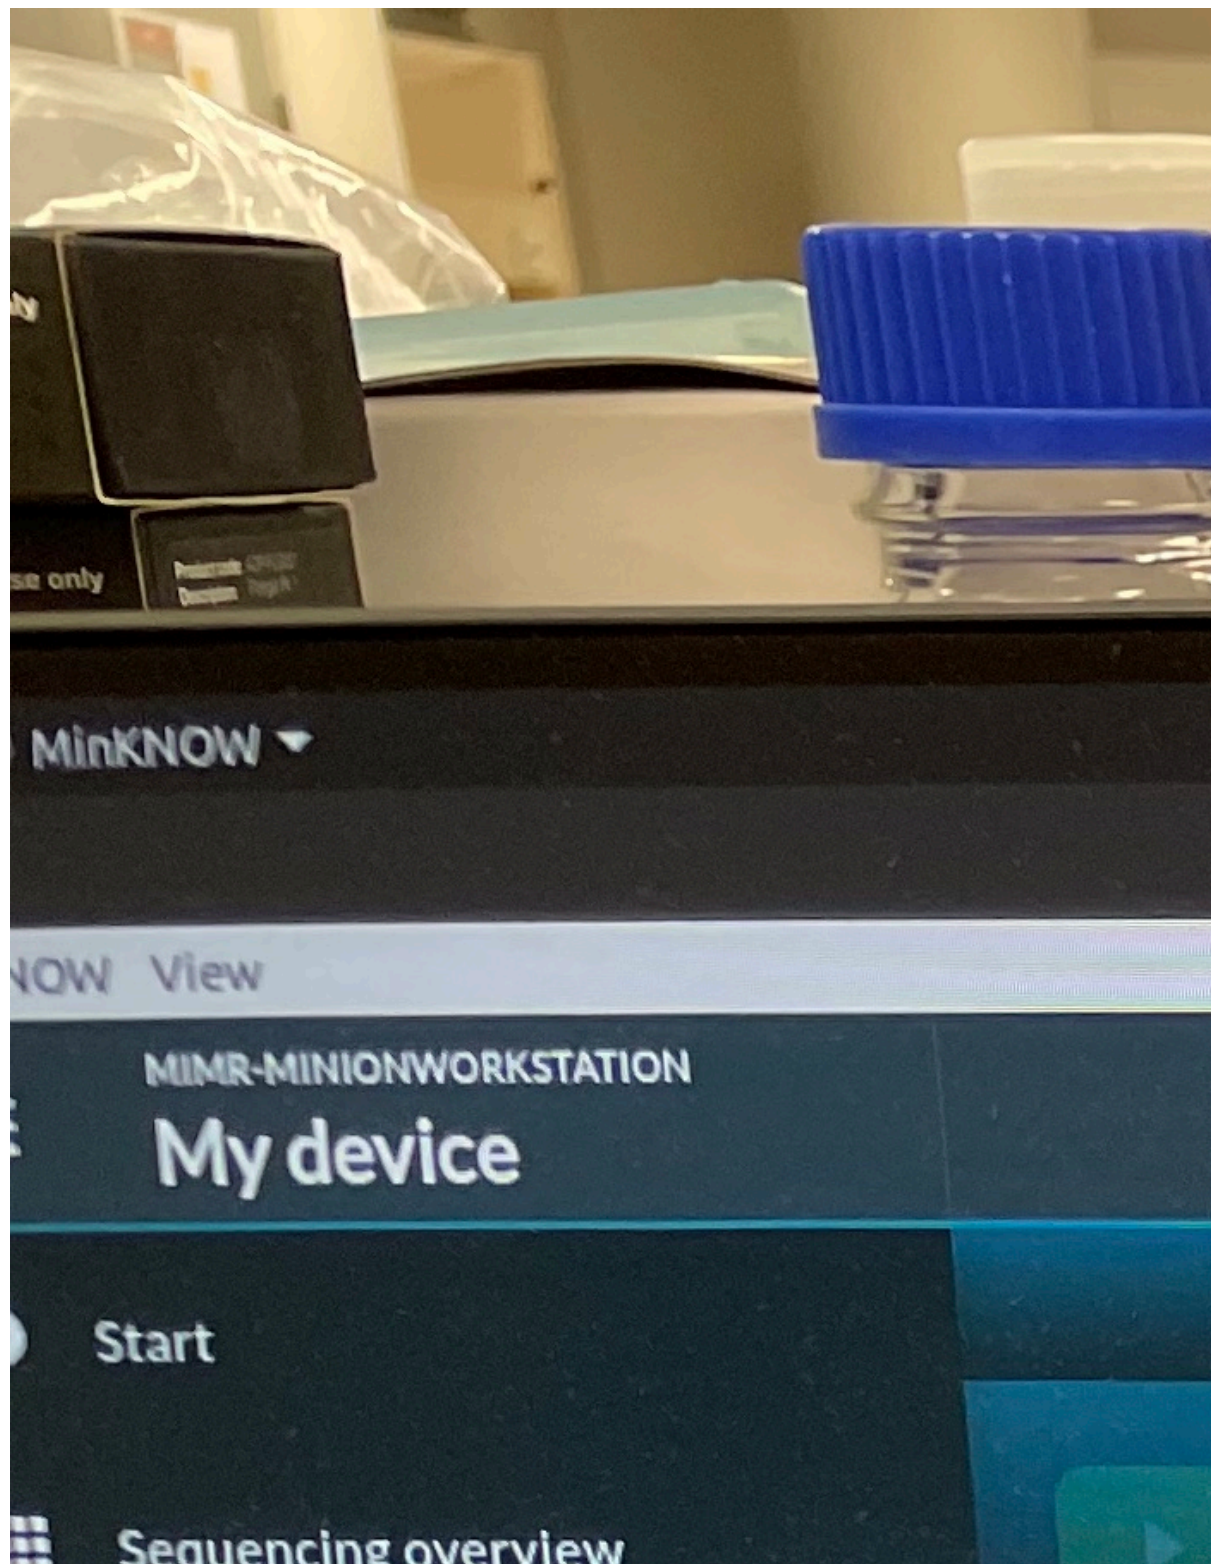 se only
MinKNOW
NOW View
MIMR-MINIONWORKSTATION
My device
Start
Sequencing overview